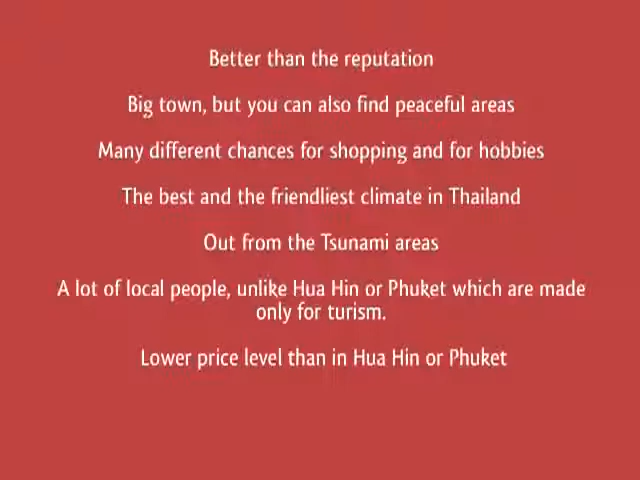 Better than the reputation
Big town, but you can also find peaceful areas
Many different chances for shopping and for hobbies
The best and the friendliest climate in Thailand
Out from the Tsunami areas
A lot of local people, unlike Hua Hin or Phuket which are made
only for turism.
Lower price level than in Hua Hin or Phuket